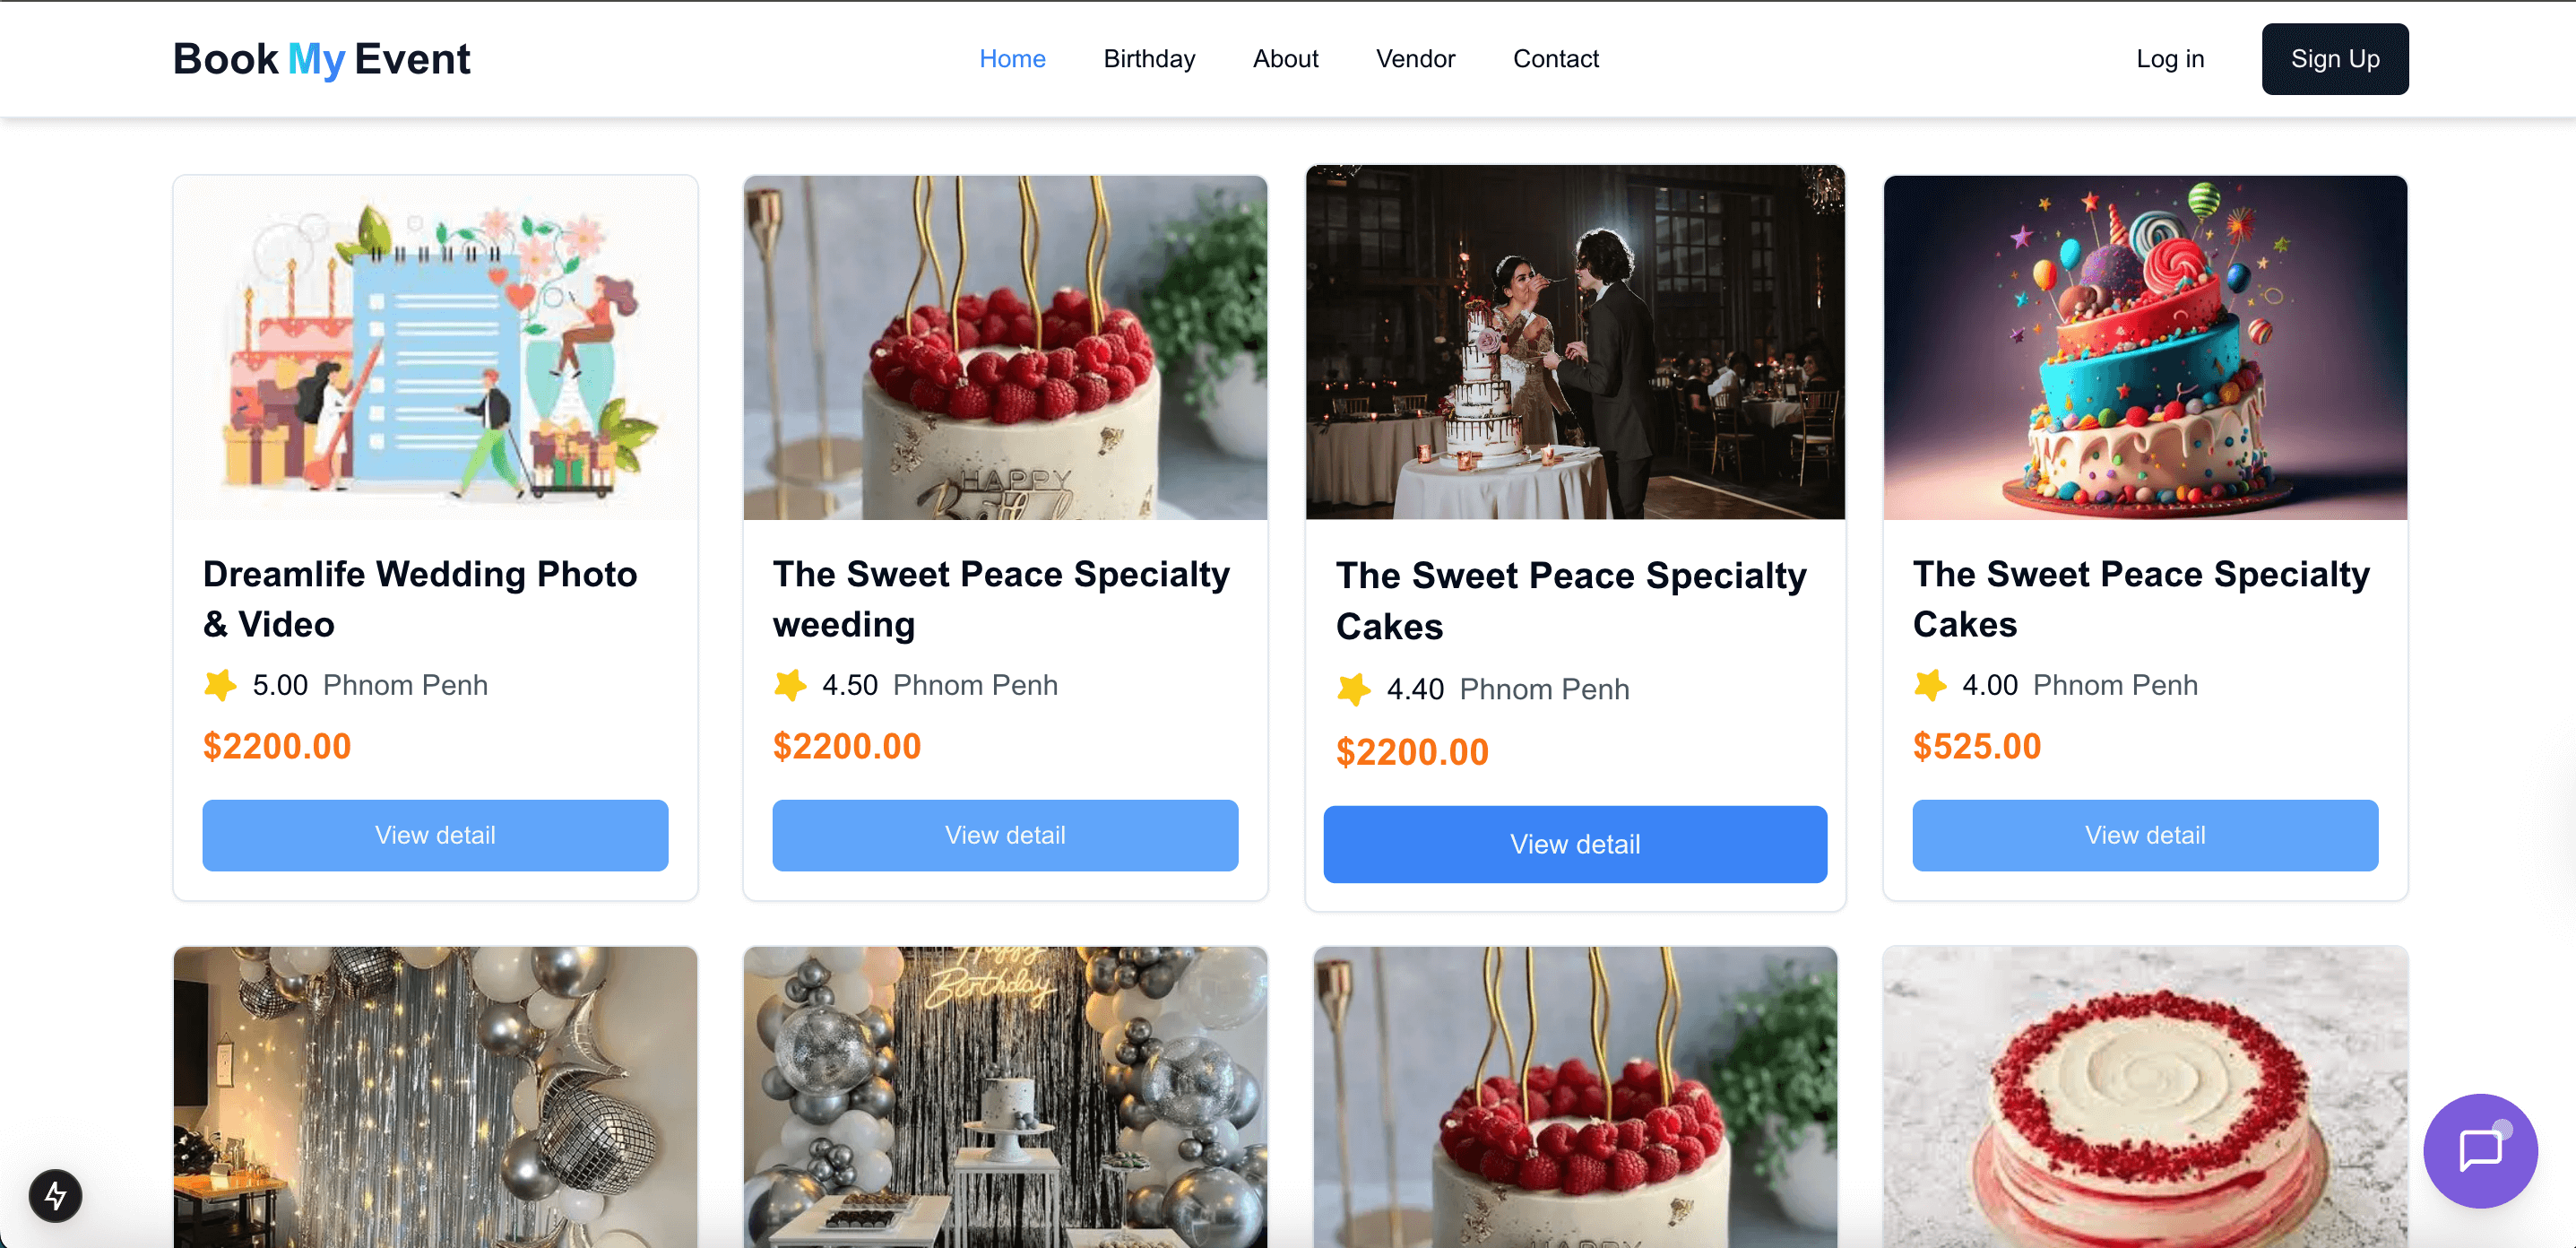 Book My Event
Home
Birthday
About
Vendor
Contact
Log in
Sign Up
HAPPY
Dreamlife Wedding Photo
& Video
5.00 Phnom Penh
$2200.00
View detail
The Sweet Peace Specialty
weeding
4.50 Phnom Penh
$2200.00
View detail
The Sweet Peace Specialty
Cakes
4.40 Phnom Penh
$2200.00
View detail
The Sweet Peace Specialty
Cakes
4.00 Phnom Penh
$525.00
View detail
Happy
Birthday
HAPPY